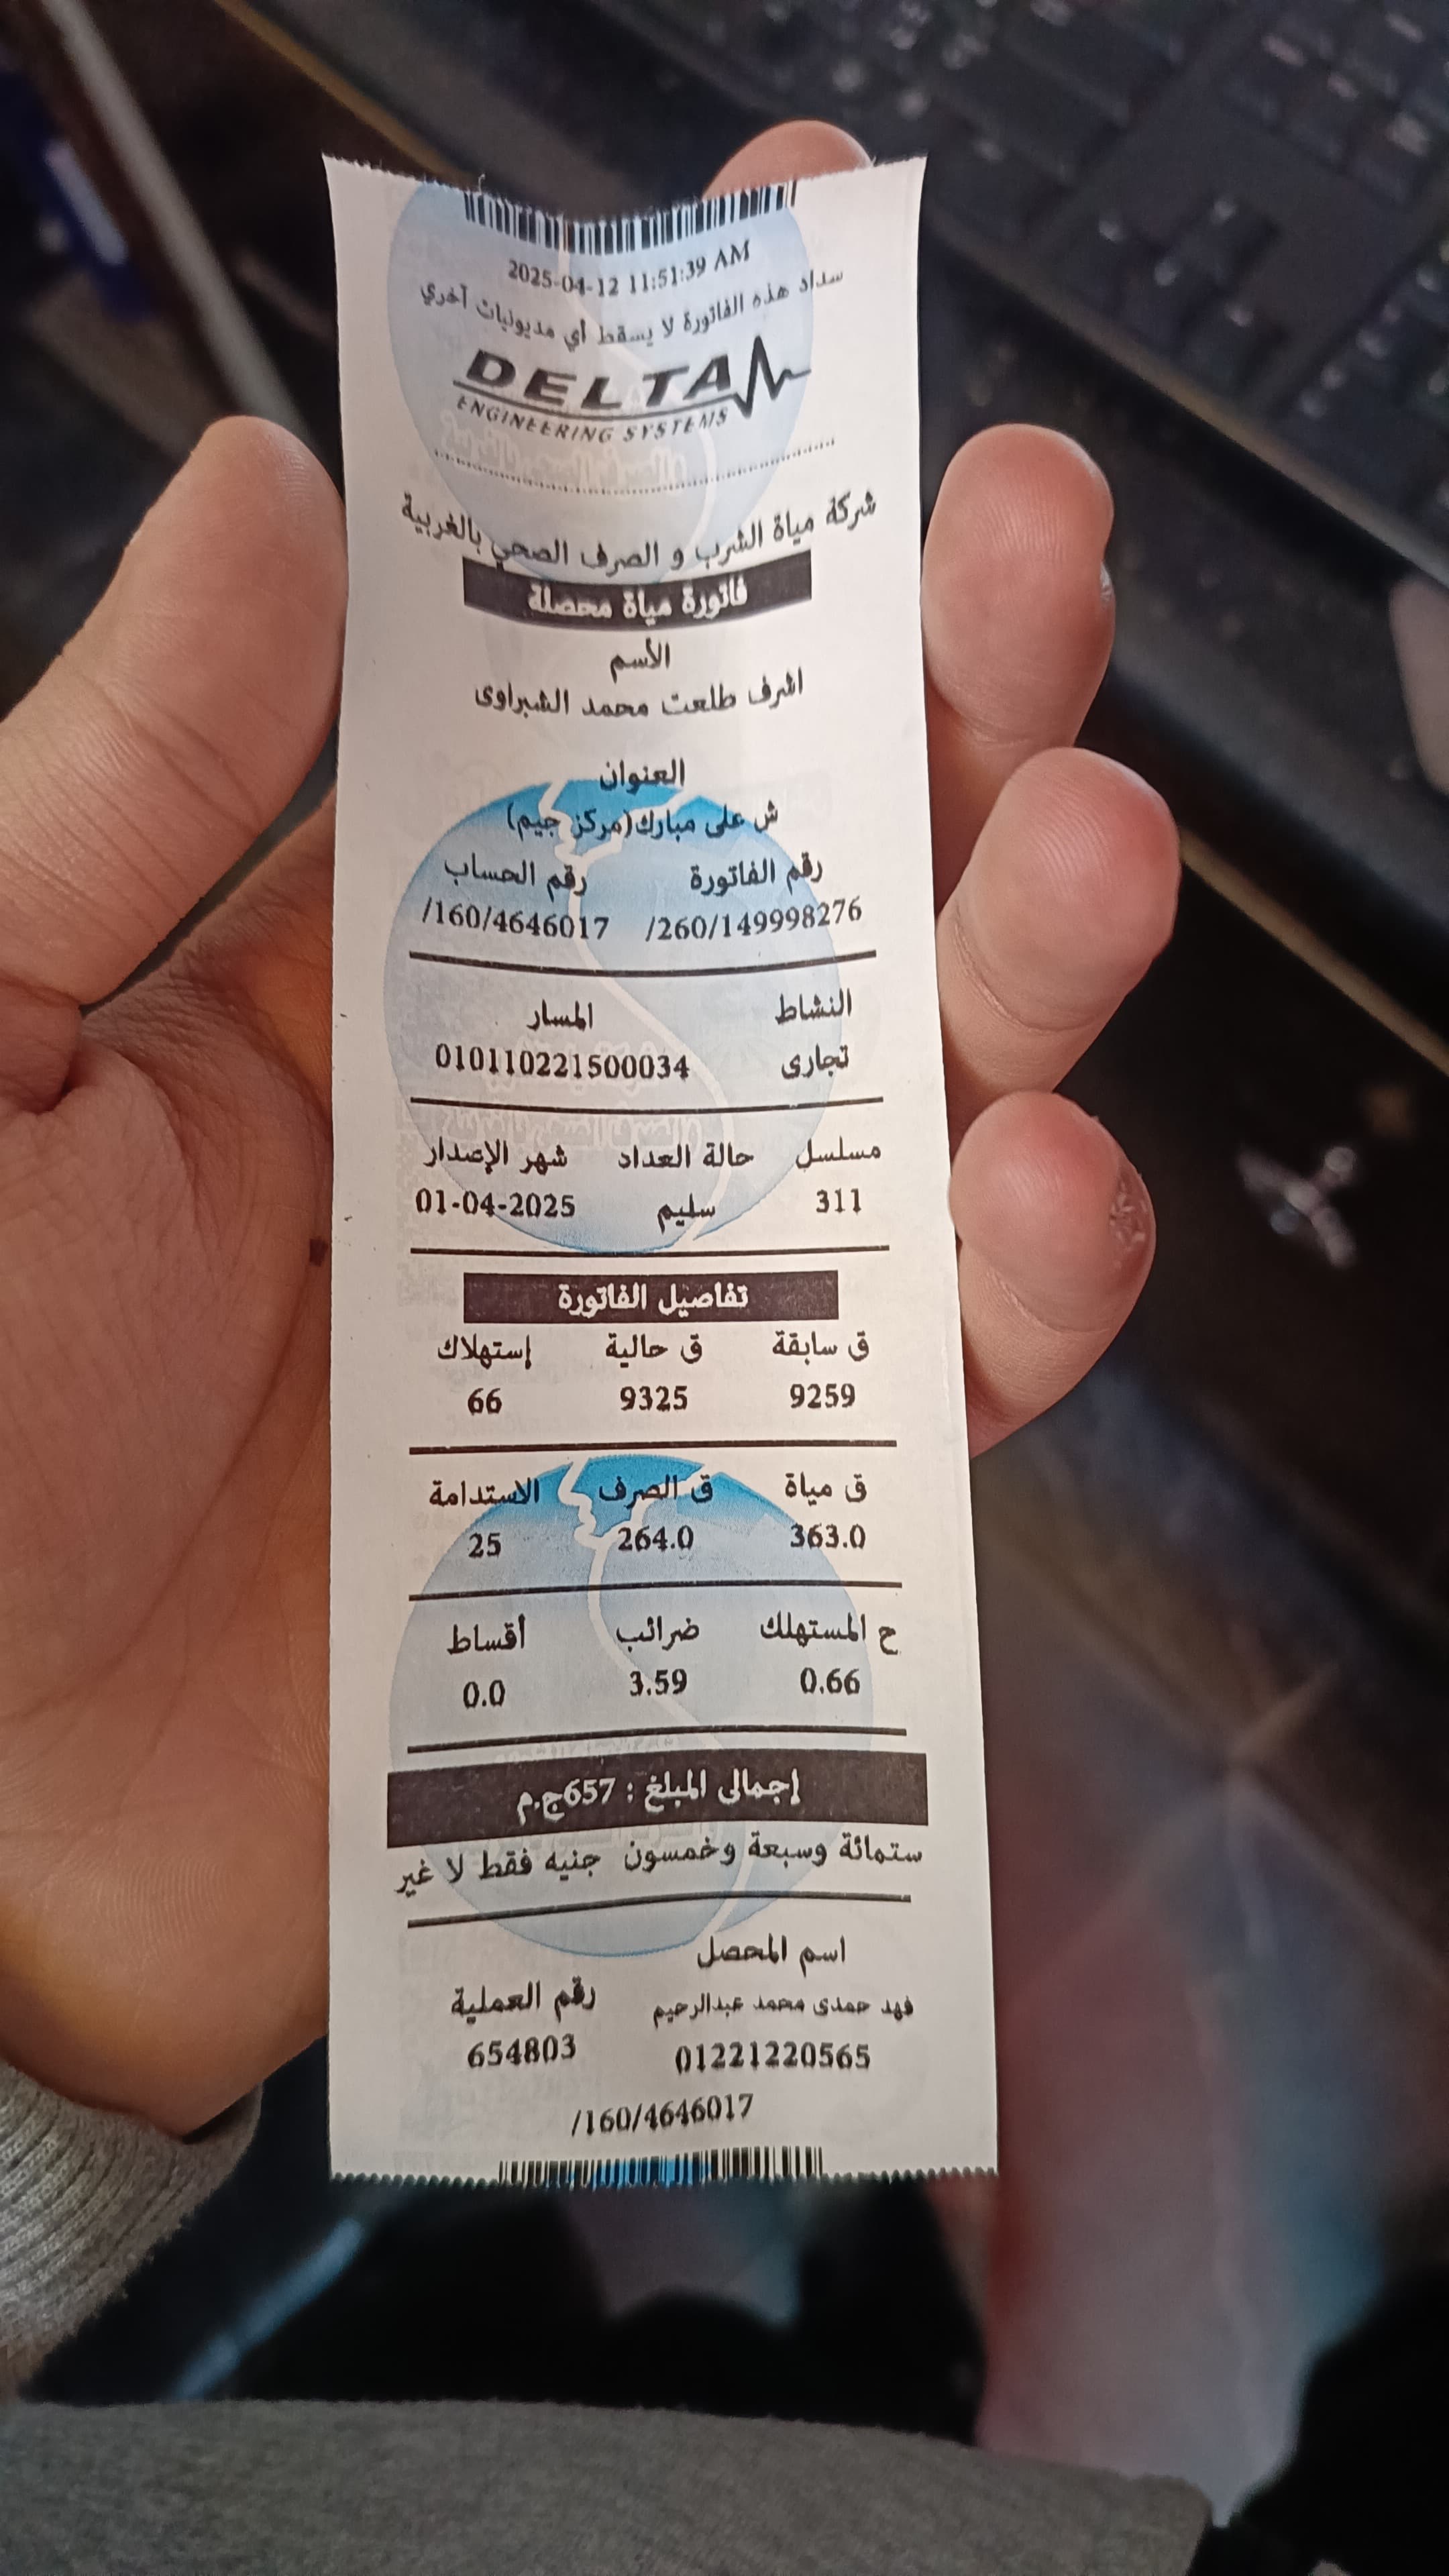 2025-04-12 11:51:39 AM
سداد هذه الفاتورة لا يسقط أي مديونيات آخري
DELTA
ENGINEERING SYSTEMS
شركة مياة الشرب و الصرف الصحي بالغربية
فاتورة مياة محصلة
الأسم
اشرف طلعت محمد الشبراوى
العنوان
ش على مبارك(مركز جيم)
رقم الفاتورة رقم الحساب
/260/149998276 /160/4646017
النشاط المسار
تجارى 010110221500034
مسلسل حالة العداد شهر الإصدار
311 سليم 01-04-2025
تفاصيل الفاتورة
ق سابقة ق حالية إستهلاك
9259 9325 66
ق مياة ق الصرف الاستدامة
363.0 264.0 25
ح المستهلك ضرائب أقساط
0.66 3.59 0.0
إجمالى المبلغ : 657ج.م
ستمائة وسبعة وخمسون جنيه فقط لا غير
اسم المحصل
فهد حمدى محمد عبدالرحيم رقم العملية
01221220565 654803
/160/4646017